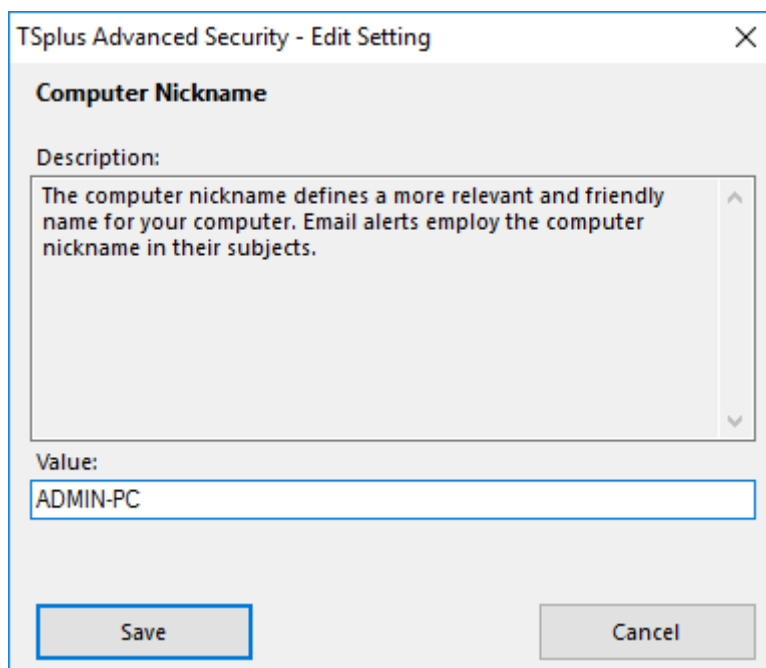 TSplus Advanced Security - Edit Setting
Computer Nickname
Description:
The computer nickname defines a more relevant and friendly
name for your computer. Email alerts employ the computer
nickname in their subjects.
Value:
ADMIN-PC
Save
Cancel